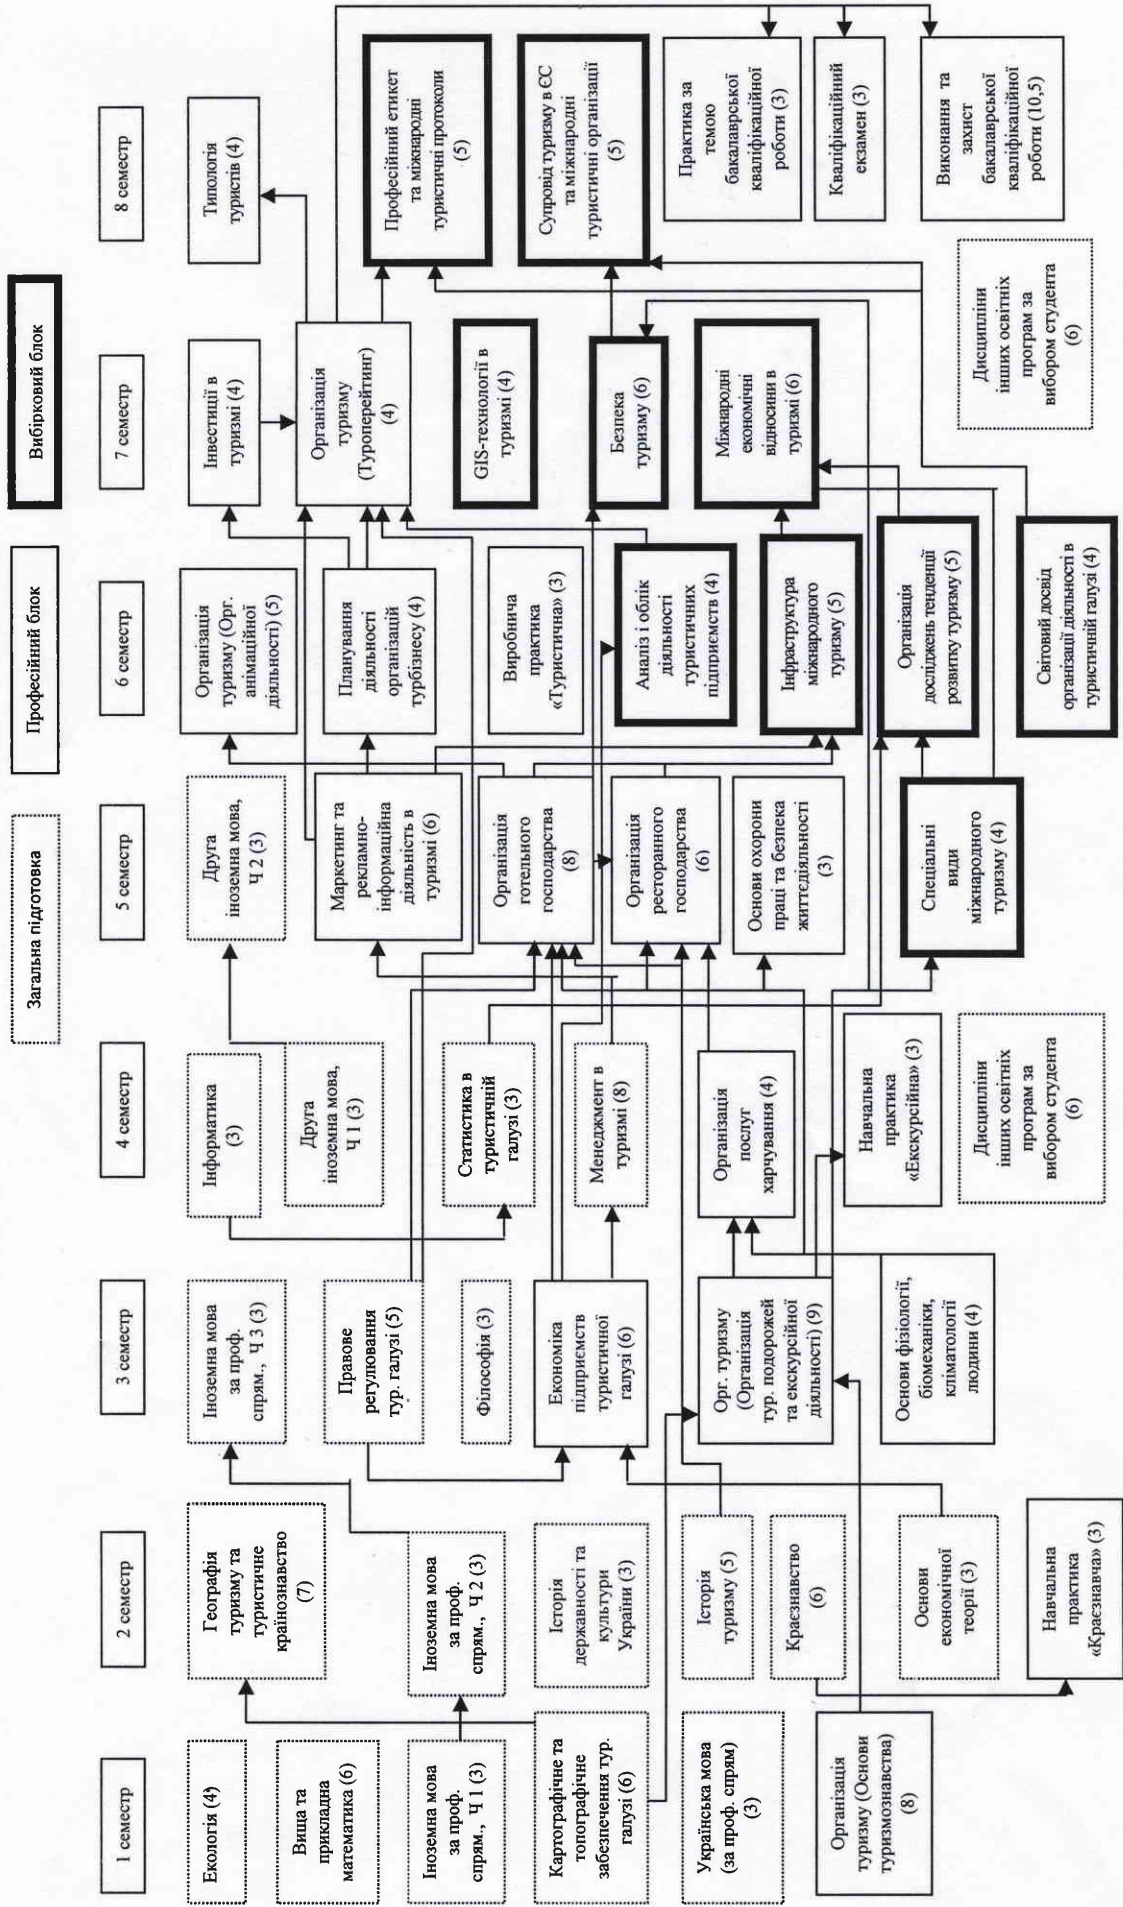 Загальна підготовка
Професійний блок
Вибірковий блок
1 семестр
2 семестр
3 семестр
4 семестр
5 семестр
6 семестр
7 семестр
8 семестр
Екологія (4)
Вища та
прикладна
математика (6)
Іноземна мова
за проф.
спрям., Ч 1 (3)
Картографічне та
топографічне
забезпечення тур.
галузі (6)
Українська мова
(за проф. спрям)
(3)
Організація
туризму (Основи
туризмознавства)
(8)
Географія
туризму та
туристичне
країнознавство
(7)
Іноземна мова
за проф.
спрям., Ч 2 (3)
Історія
державності та
культури
України (3)
Історія
туризму (5)
Краєзнавство
(6)
Основи
економічної
теорії (3)
Навчальна
практика
«Краєзнавча» (3)
Іноземна мова
за проф.
спрям., Ч 3 (3)
Правове
регулювання
тур. галузі (5)
Філософія (3)
Економіка
підприємств
туристичної
галузі (6)
Орг. туризму
(Організація
тур. подорожей
та екскурсійної
діяльності) (9)
Основи фізіології,
біомеханіки,
кліматології
людини (4)
Інформатика
(3)
Друга
іноземна мова,
Ч 1 (3)
Статистика в
туристичній
галузі (3)
Менеджмент в
туризмі (8)
Організація
послуг
харчування (4)
Навчальна
практика
«Екскурсійна» (3)
Дисципліни
інших освітніх
програм за
вибором студента
(6)
Друга
іноземна мова,
Ч 2 (3)
Маркетинг та
рекламно-
інформаційна
діяльність в
туризмі (6)
Організація
готельного
господарства
(8)
Організація
ресторанного
господарства
(6)
Основи охорони
праці та безпека
життєдіяльності
(3)
Спеціальні
види
міжнародного
туризму (4)
Організація
туризму (Орг.
анімаційної
діяльності) (5)
Планування
діяльності
організацій
турбізнесу (4)
Виробнича
практика
«Туристична» (3)
Аналіз і облік
діяльності
туристичних
підприємств (4)
Інфраструктура
міжнародного
туризму (5)
Організація
досліджень тенденції
розвитку туризму (5)
Світовий досвід
організації діяльності в
туристичній галузі (4)
Інвестиції в
туризмі (4)
Організація
туризму
(Туроперейтинг)
(4)
GIS-технології в
туризмі (4)
Безпека
туризму (6)
Міжнародні
економічні
відносини в
туризмі (6)
Дисципліни
інших освітніх
програм за
вибором студента
(6)
Типологія
туристів (4)
Професійний етикет
та міжнародні
туристичні протоколи
(5)
Супровід туризму в ЄС
та міжнародні
туристичні організації
(5)
Практика за
темою
бакалаврської
кваліфікаційної
роботи (3)
Кваліфікаційний
екзамен (3)
Виконання та
захист
бакалаврської
кваліфікаційної
роботи (10,5)